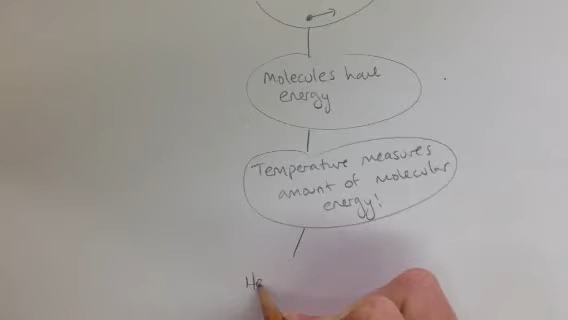 Molecules have
energy
Temperature measures
amount of molecular
energy!
He